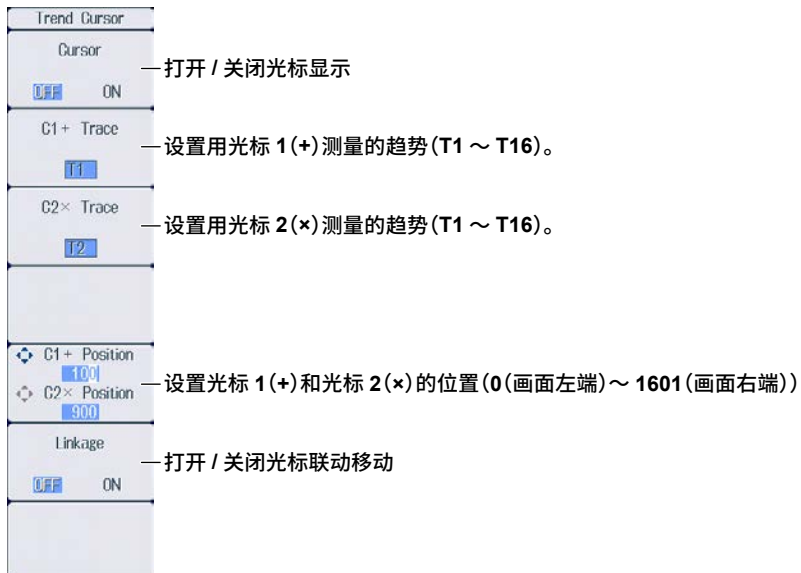 Trend Cursor
Cursor
OFF ON
打开 / 关闭光标显示
C1+ Trace
T1
设置用光标 1(+)测量的趋势(T1 ～ T16)。
C2× Trace
T2
设置用光标 2(×)测量的趋势(T1 ～ T16)。
C1+ Position
100
C2× Position
900
设置光标 1(+)和光标 2(×)的位置(0(画面左端)～ 1601(画面右端))
Linkage
OFF ON
打开 / 关闭光标联动移动